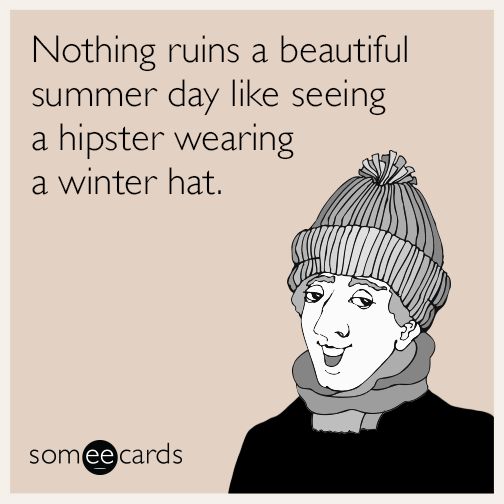 Nothing ruins a beautiful
summer day like seeing
a hipster wearing
a winter hat.
someecards